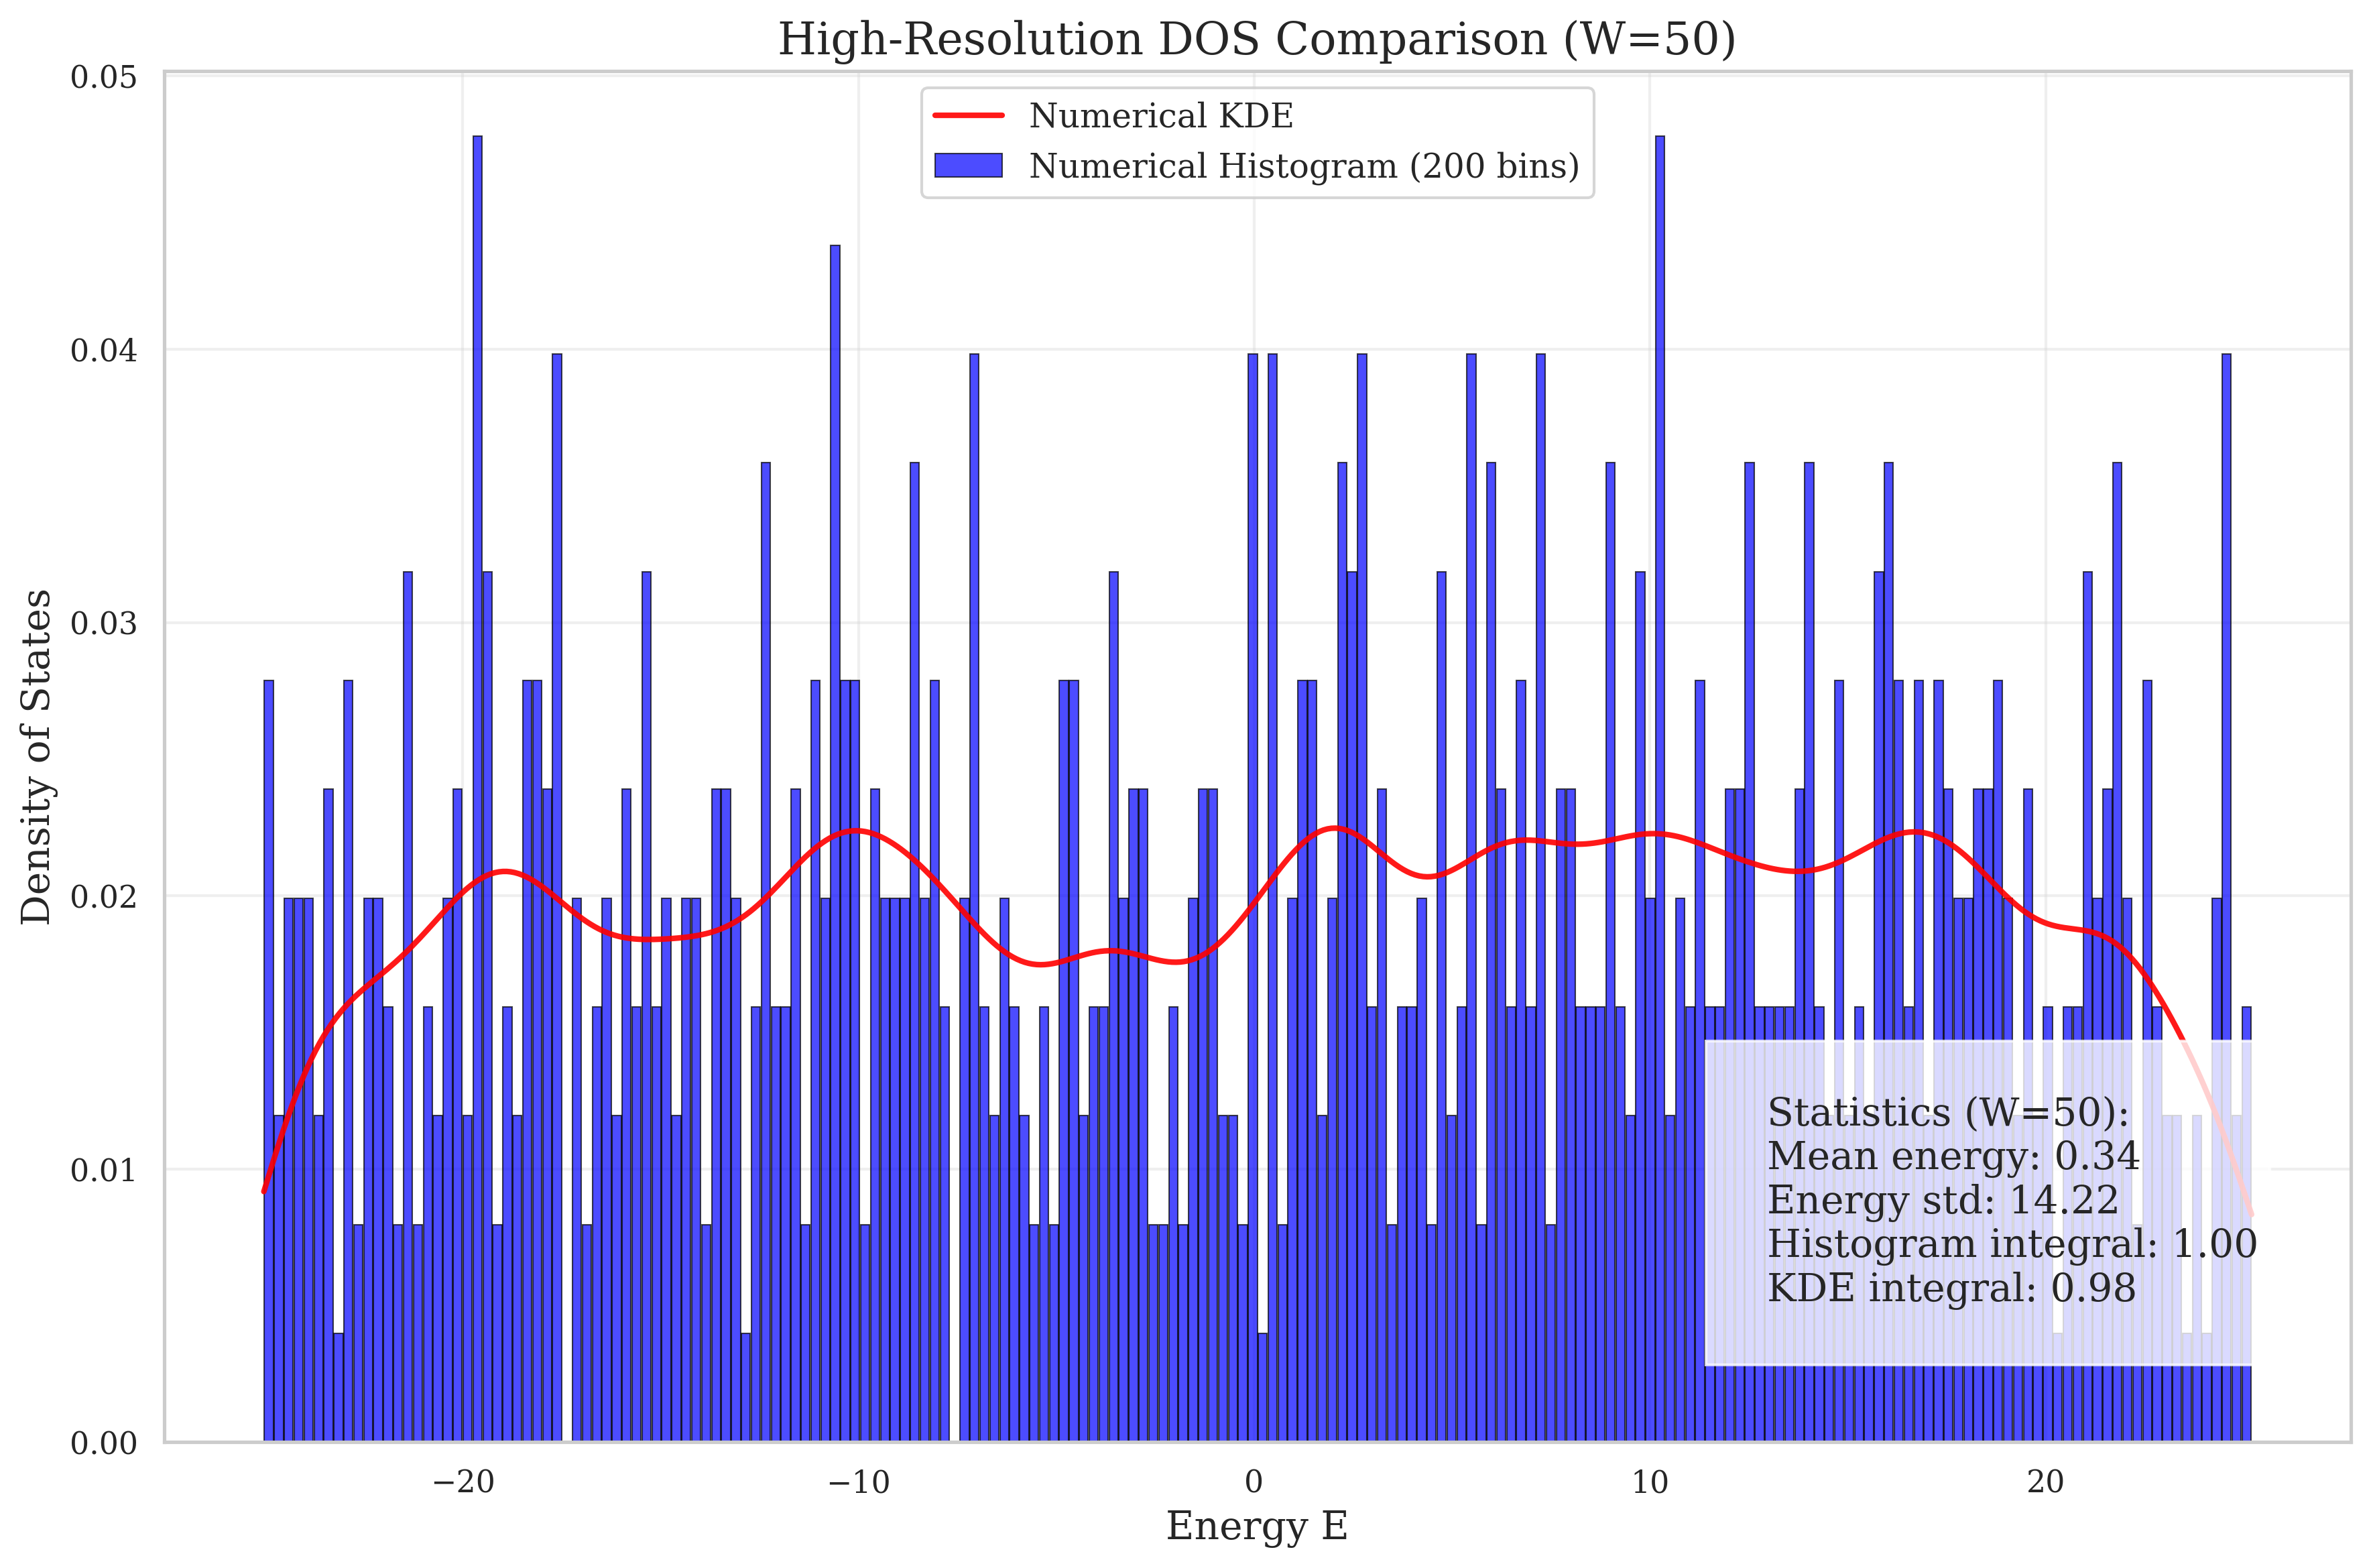 High-Resolution DOS Comparison (W=50)
Numerical KDE
Numerical Histogram (200 bins)
Density of States
0.05
0.04
0.03
0.02
0.01
0.00
Statistics (W=50):
Mean energy: 0.34
Energy std: 14.22
Histogram integral: 1.00
KDE integral: 0.98
−20
−10
0
10
20
Energy E